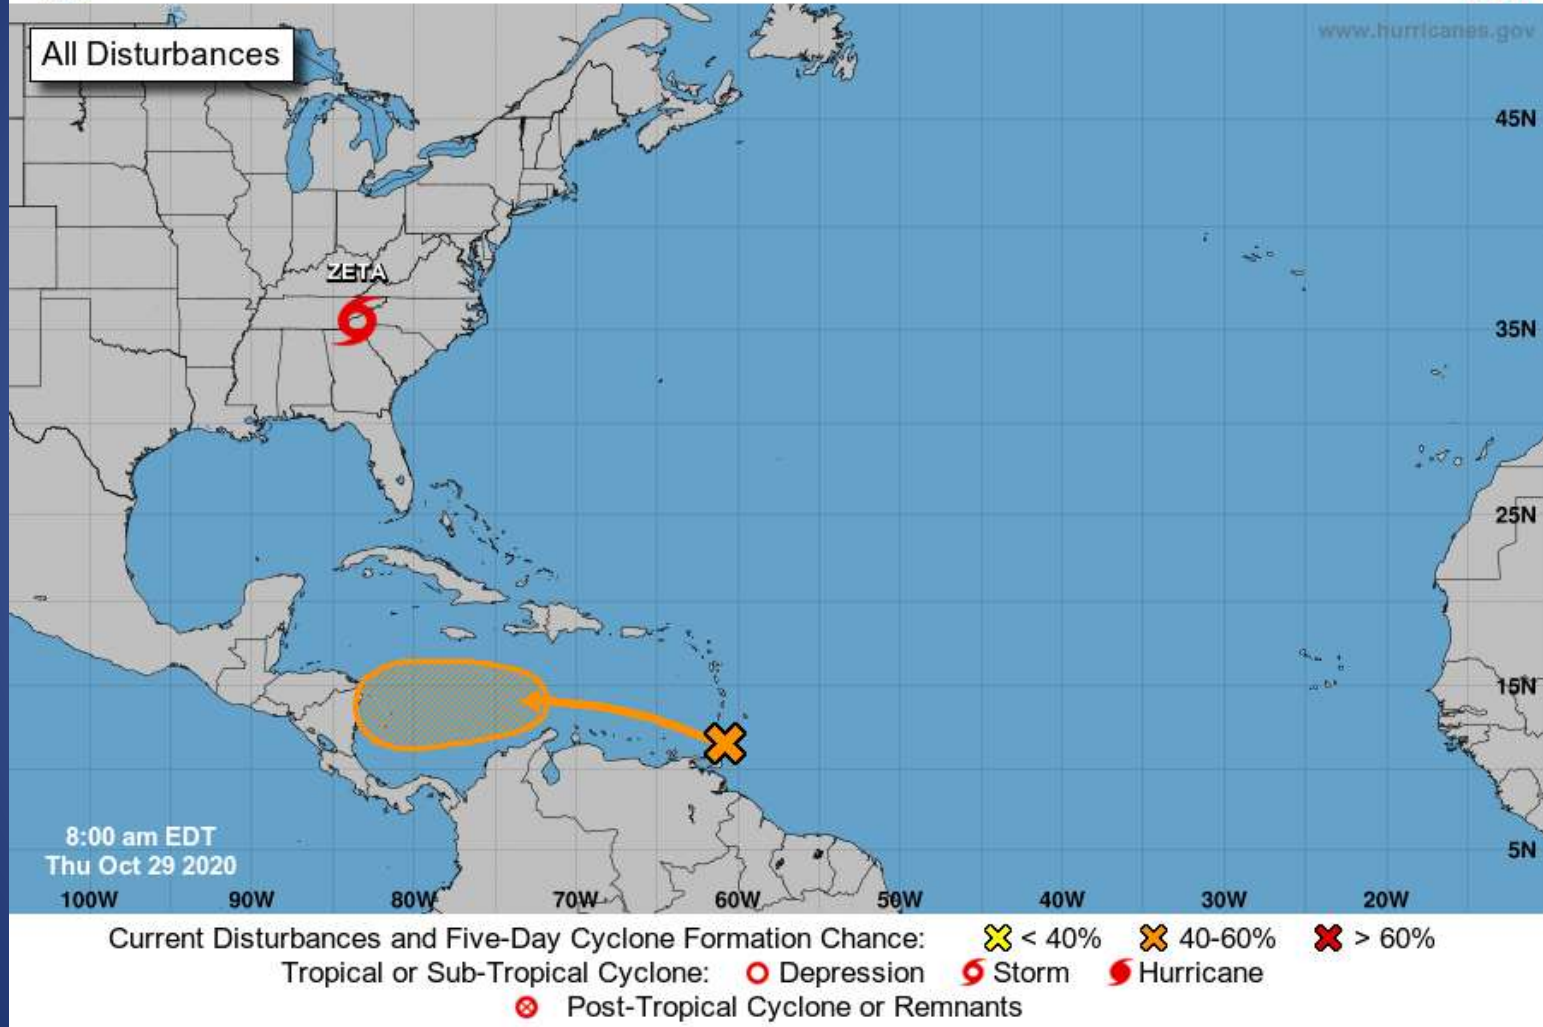 All Disturbances
www.hurricanes.gov
45N
ZETA
35N
25N
15N
8:00 am EDT
Thu Oct 29 2020
5N
100W 90W 80W 70W 60W 50W 40W 30W 20W
Current Disturbances and Five-Day Cyclone Formation Chance: < 40% 40-60% > 60%
Tropical or Sub-Tropical Cyclone: Depression Storm Hurricane
Post-Tropical Cyclone or Remnants